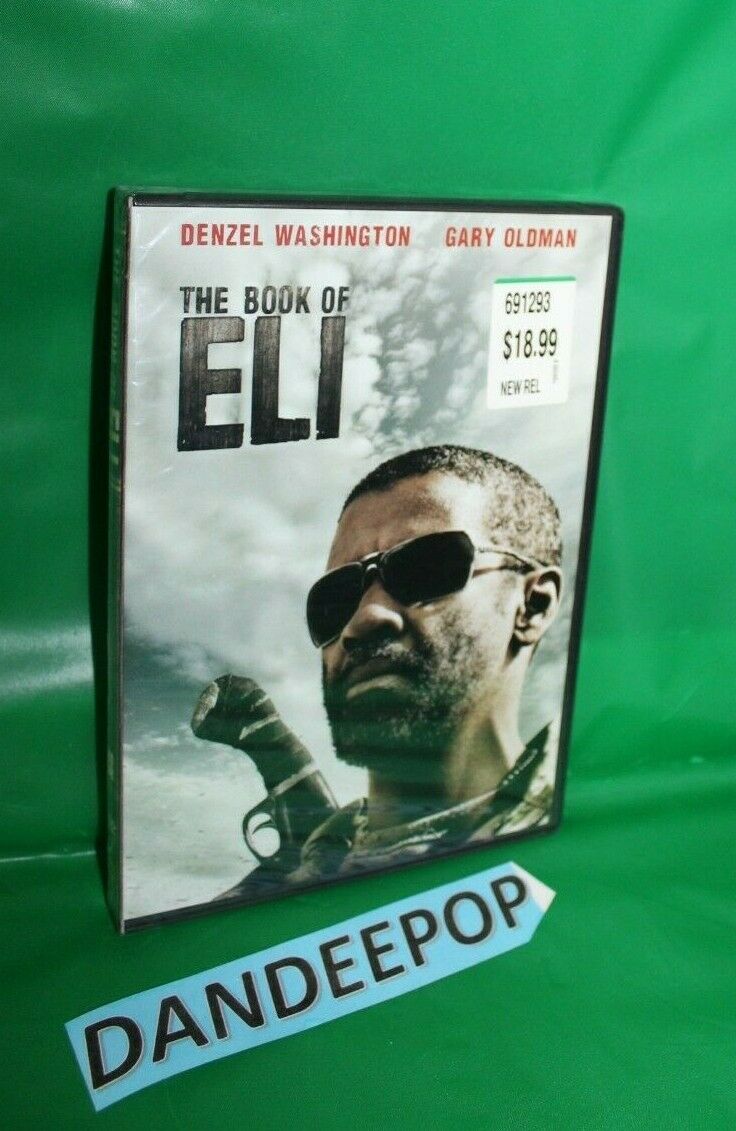 DENZEL WASHINGTON GARY OLDMAN
THE BOOK OF
ELI
691293
$18.99
NEW REL
DANDEEPOP